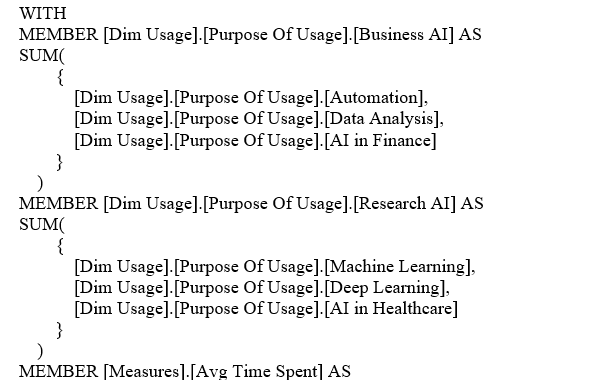 WITH
MEMBER [Dim Usage].[Purpose Of Usage].[Business AI] AS
SUM(
{
[Dim Usage].[Purpose Of Usage].[Automation],
[Dim Usage].[Purpose Of Usage].[Data Analysis],
[Dim Usage].[Purpose Of Usage].[AI in Finance]
}
)
MEMBER [Dim Usage].[Purpose Of Usage].[Research AI] AS
SUM(
{
[Dim Usage].[Purpose Of Usage].[Machine Learning],
[Dim Usage].[Purpose Of Usage].[Deep Learning],
[Dim Usage].[Purpose Of Usage].[AI in Healthcare]
}
)
MEMBER [Measures].[Avg Time Spent] AS